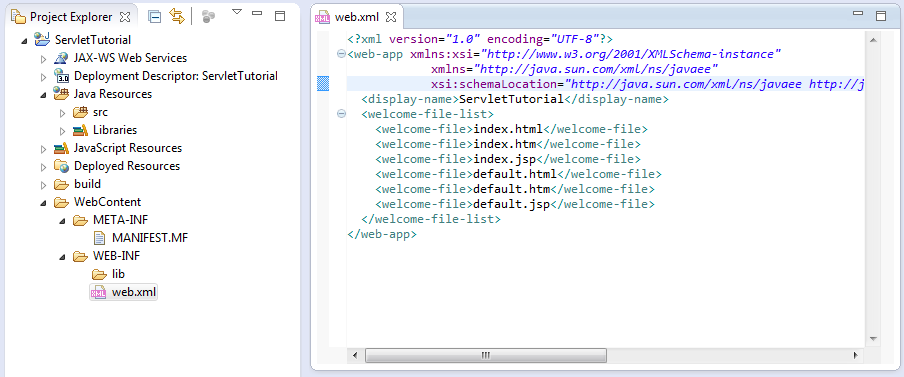 Project Explorer
ServletTutorial
JAX-WS Web Services
Deployment Descriptor: ServletTutorial
Java Resources
src
Libraries
JavaScript Resources
Deployed Resources
build
WebContent
META-INF
MANIFEST.MF
WEB-INF
lib
web.xml
web.xml
<?xml version="1.0" encoding="UTF-8"?>
<web-app xmlns:xsi="http://www.w3.org/2001/XMLSchema-instance"
xmlns="http://java.sun.com/xml/ns/javaee"
xsi:schemaLocation="http://java.sun.com/xml/ns/javaee http://j
<display-name>ServletTutorial</display-name>
<welcome-file-list>
<welcome-file>index.html</welcome-file>
<welcome-file>index.htm</welcome-file>
<welcome-file>index.jsp</welcome-file>
<welcome-file>default.html</welcome-file>
<welcome-file>default.htm</welcome-file>
<welcome-file>default.jsp</welcome-file>
</welcome-file-list>
</web-app>